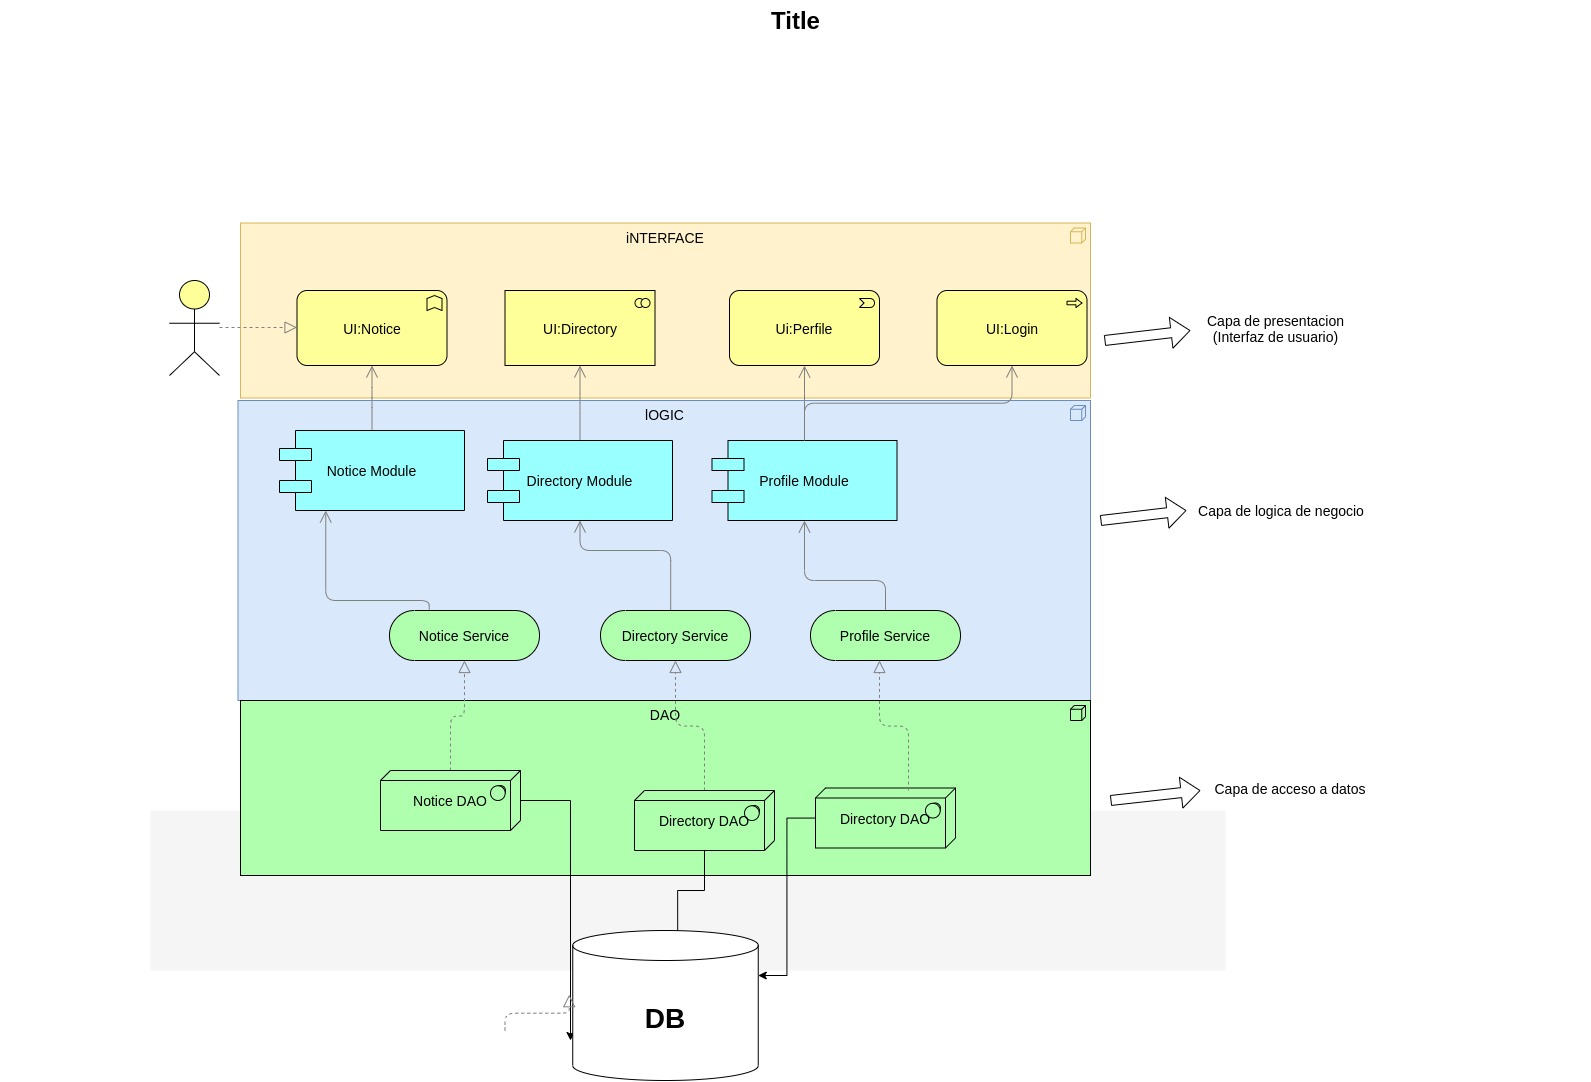 Title
iNTERFACE
UI:Notice
UI:Directory
Ui:Perfile
UI:Login
Capa de presentacion
(Interfaz de usuario)
lOGIC
Notice Module
Directory Module
Profile Module
Capa de logica de negocio
Notice Service
Directory Service
Profile Service
DAO
Notice DAO
Directory DAO
Directory DAO
Capa de acceso a datos
DB